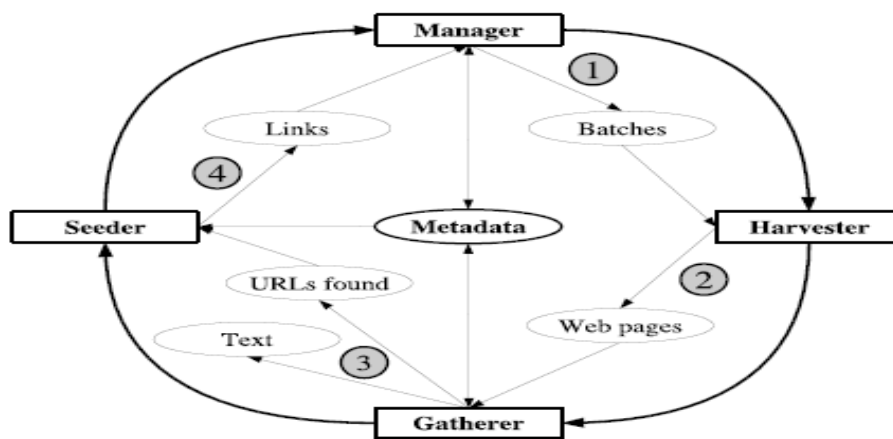 Manager
1
Links
Batches
4
Seeder
Metadata
Harvester
URLs found
2
Web pages
Text
3
Gatherer